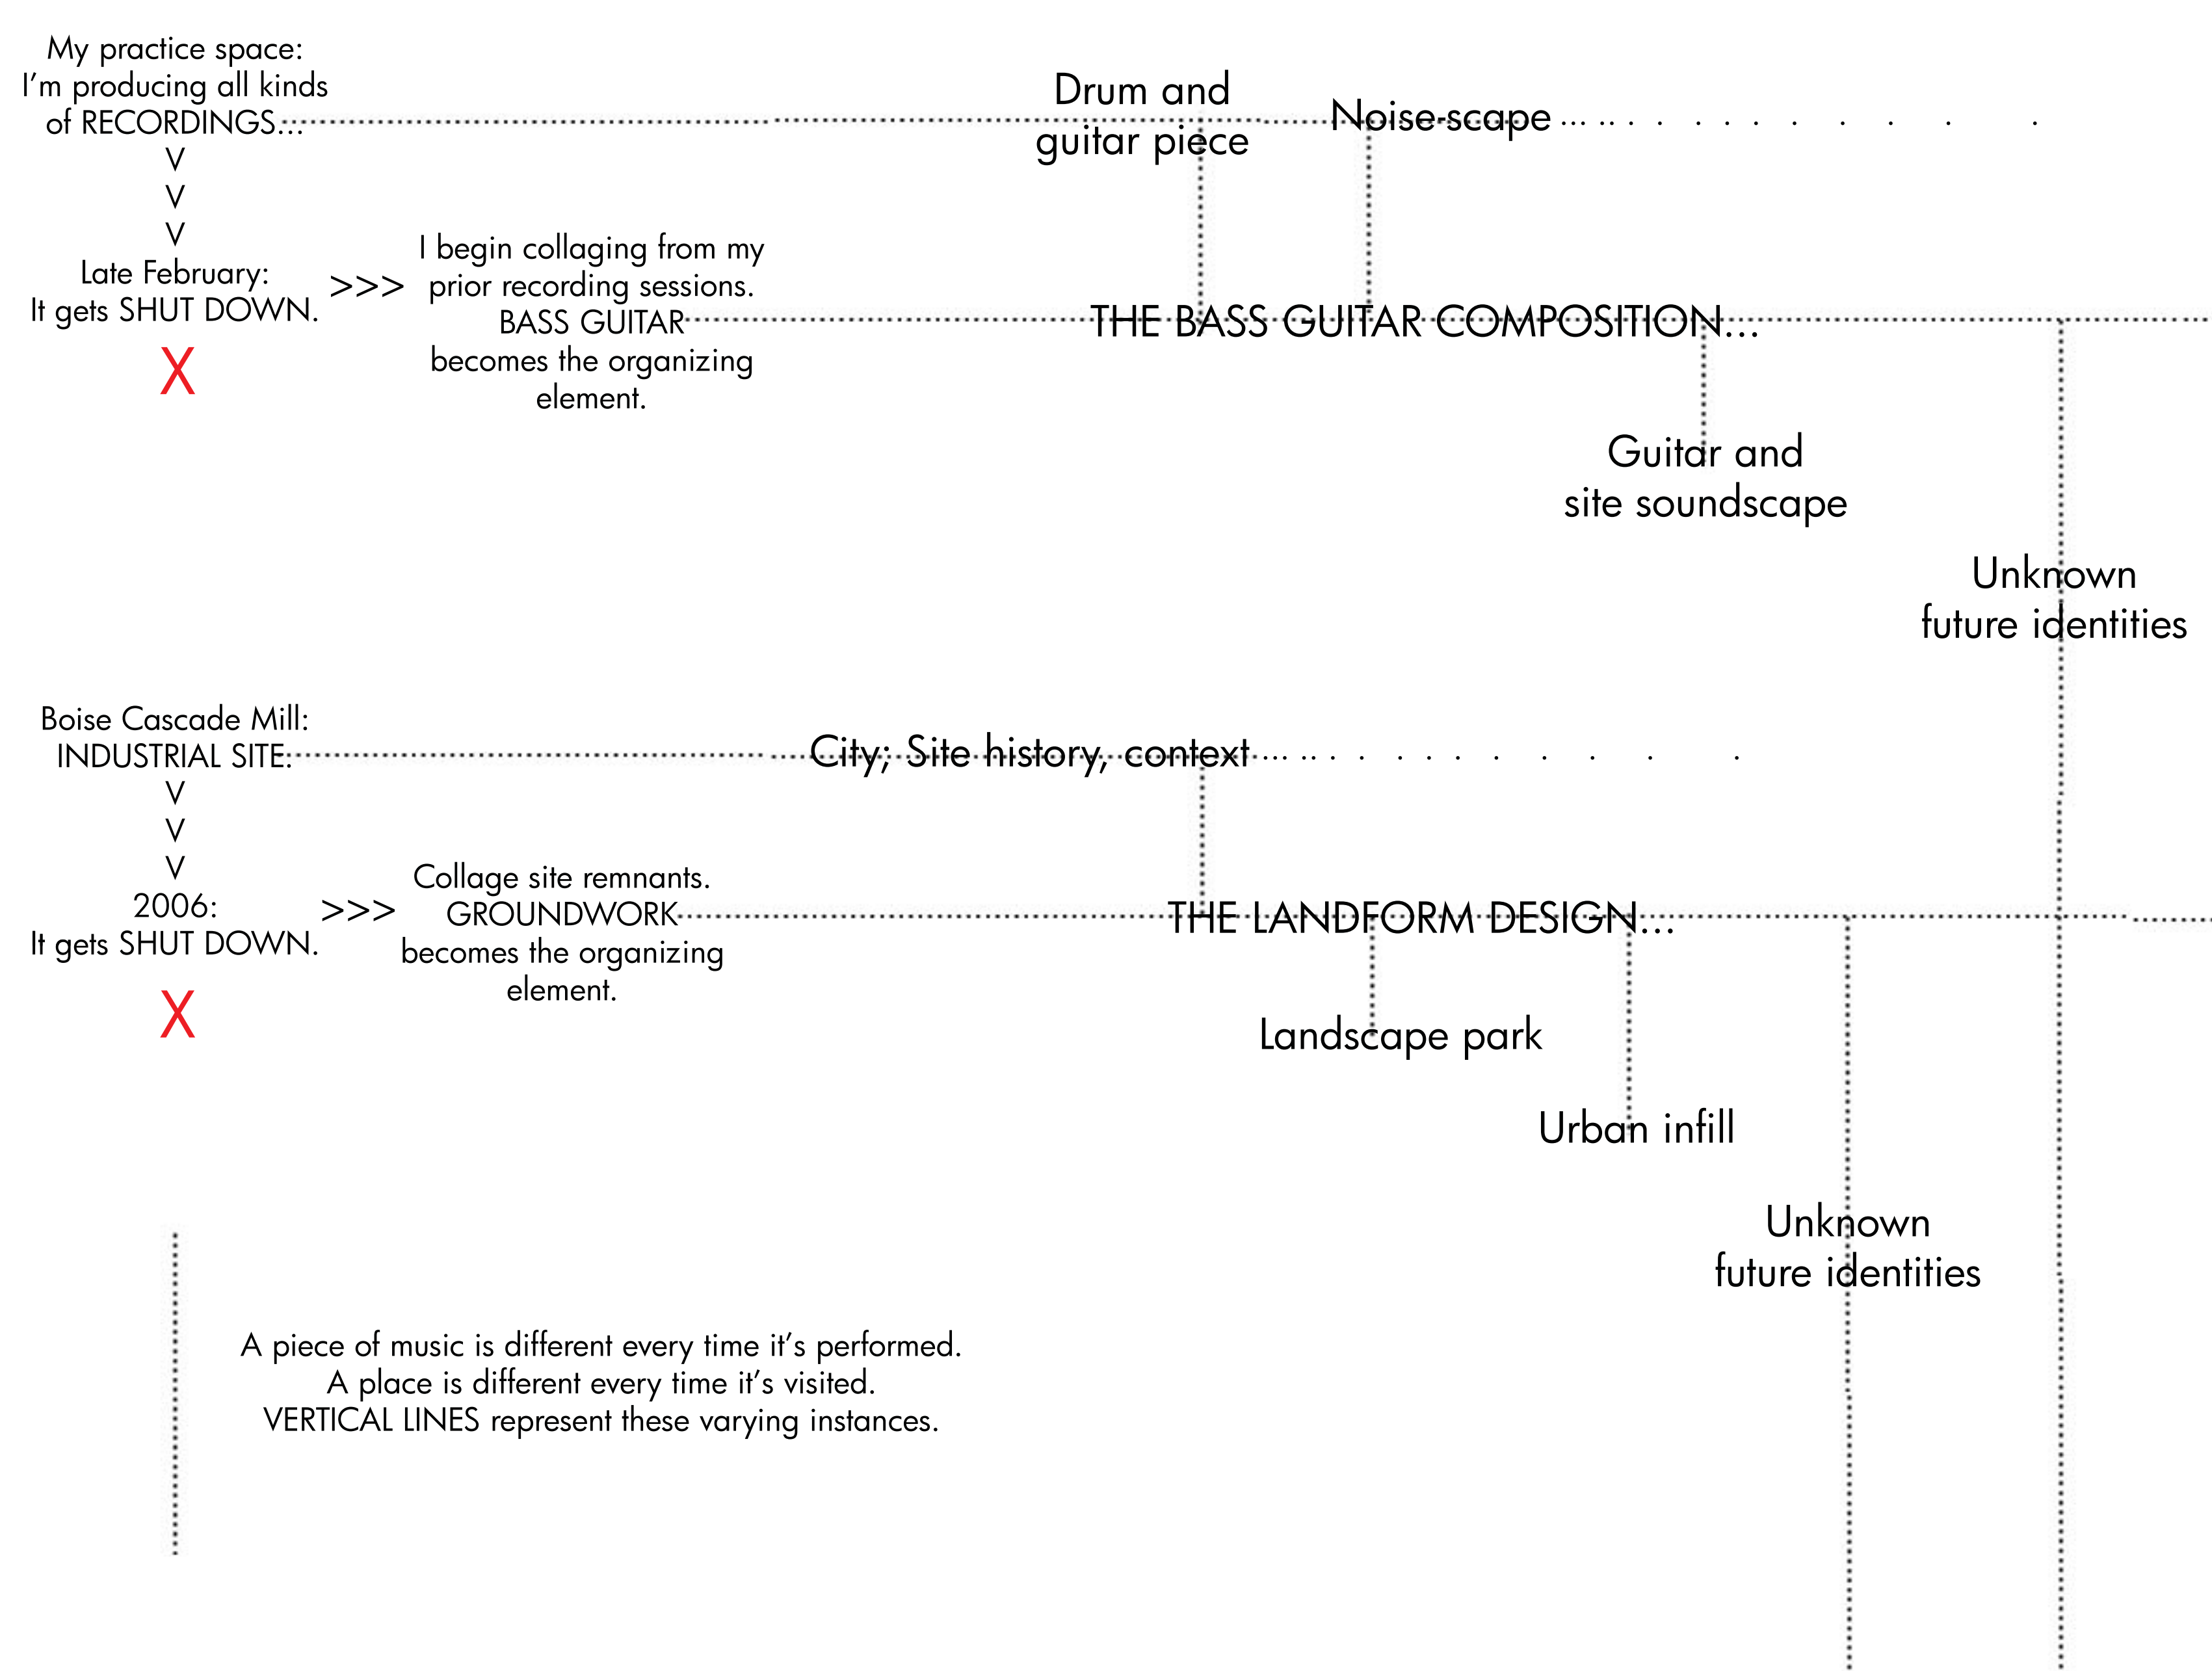 My practice space:
I'm producing all kinds
of RECORDINGS...
V
V
V
Late February:
It gets SHUT DOWN.
X
>>>
I begin collaging from my
prior recording sessions.
BASS GUITAR
becomes the organizing
element.
Drum and
guitar piece
Noise-scape
THE BASS GUITAR COMPOSITION...
Guitar and
site soundscape
Unknown
future identities
Boise Cascade Mill:
INDUSTRIAL SITE.
V
V
V
2006:
It gets SHUT DOWN.
X
>>>
Collage site remnants.
GROUNDWORK
becomes the organizing
element.
City; Site history, context
THE LANDFORM DESIGN...
Landscape park
Urban infill
Unknown
future identities
A piece of music is different every time it's performed.
A place is different every time it's visited.
VERTICAL LINES represent these varying instances.